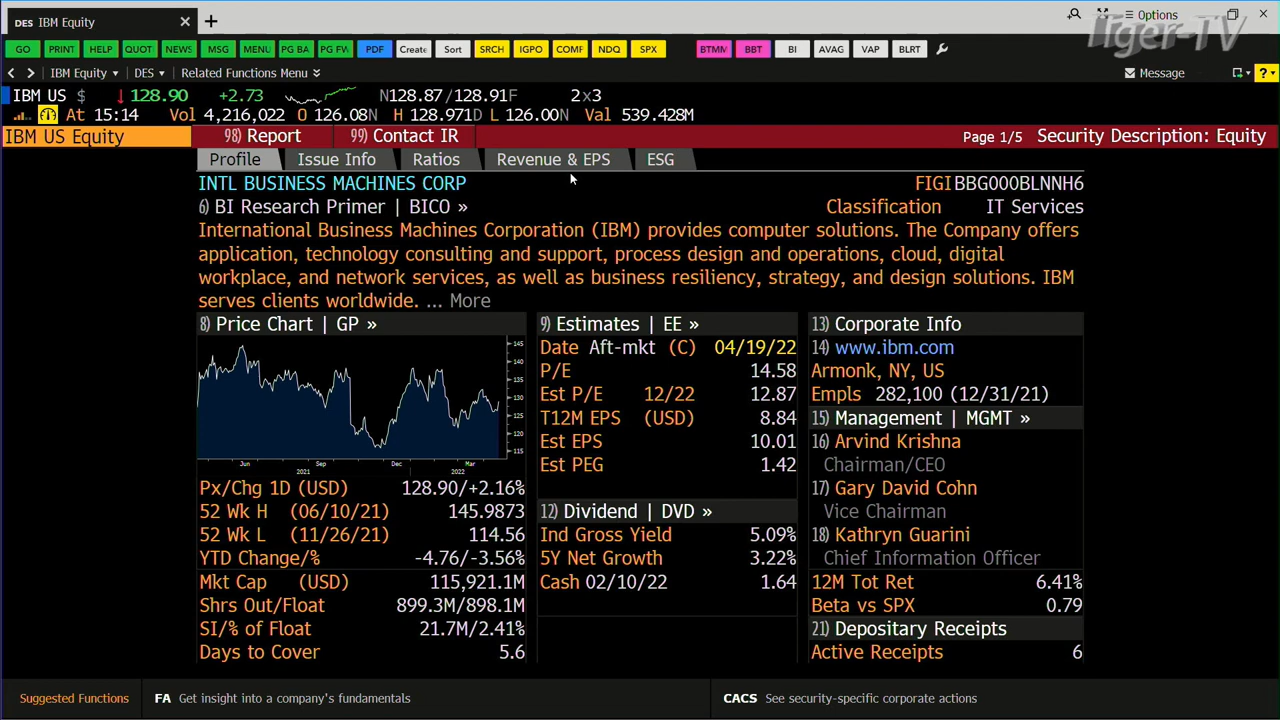 DES IBM Equity
Options
Tiger-TV
GO PRINT HELP QUOT NEWS MSG MENU PG BA PG FW PDF Create Sort SRCH IGPO COMF NDQ SPX BTMM BBT BI AVAG VAP BLRT
IBM Equity DES Related Functions Menu Message ?
IBM US $ ↓128.90 +2.73 N128.87/128.91F 2x3
At 15:14 Vol 4,216,022 O 126.08N H 128.971D L 126.00N Val 539.428M
IBM US Equity 98) Report 99) Contact IR Page 1/5 Security Description: Equity
Profile Issue Info Ratios Revenue & EPS ESG
INTL BUSINESS MACHINES CORP FIGI BBG000BLNNH6
6) BI Research Primer | BICO » Classification IT Services
International Business Machines Corporation (IBM) provides computer solutions. The Company offers
application, technology consulting and support, process design and operations, cloud, digital
workplace, and network services, as well as business resiliency, strategy, and design solutions. IBM
serves clients worldwide. ... More
8) Price Chart | GP »
145
140
135
130
125
120
115
Jun Sep Dec Mar
2021 2022
Px/Chg 1D (USD) 128.90/+2.16%
52 Wk H (06/10/21) 145.9873
52 Wk L (11/26/21) 114.56
YTD Change/% -4.76/-3.56%
Mkt Cap (USD) 115,921.1M
Shrs Out/Float 899.3M/898.1M
SI/% of Float 21.7M/2.41%
Days to Cover 5.6
9) Estimates | EE »
Date Aft-mkt (C) 04/19/22
P/E 14.58
Est P/E 12/22 12.87
T12M EPS (USD) 8.84
Est EPS 10.01
Est PEG 1.42
12) Dividend | DVD »
Ind Gross Yield 5.09%
5Y Net Growth 3.22%
Cash 02/10/22 1.64
13) Corporate Info
14) www.ibm.com
Armonk, NY, US
Empls 282,100 (12/31/21)
15) Management | MGMT »
16) Arvind Krishna
Chairman/CEO
17) Gary David Cohn
Vice Chairman
18) Kathryn Guarini
Chief Information Officer
12M Tot Ret 6.41%
Beta vs SPX 0.79
21) Depositary Receipts
Active Receipts 6
Suggested Functions FA Get insight into a company's fundamentals CACS See security-specific corporate actions